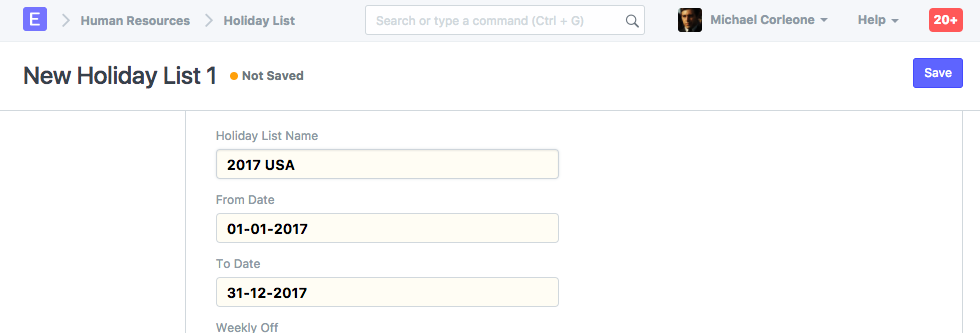 E Human Resources Holiday List Search or type a command (Ctrl + G) Michael Corleone Help 20+
New Holiday List 1 Not Saved Save
Holiday List Name
2017 USA
From Date
01-01-2017
To Date
31-12-2017
Weekly Off